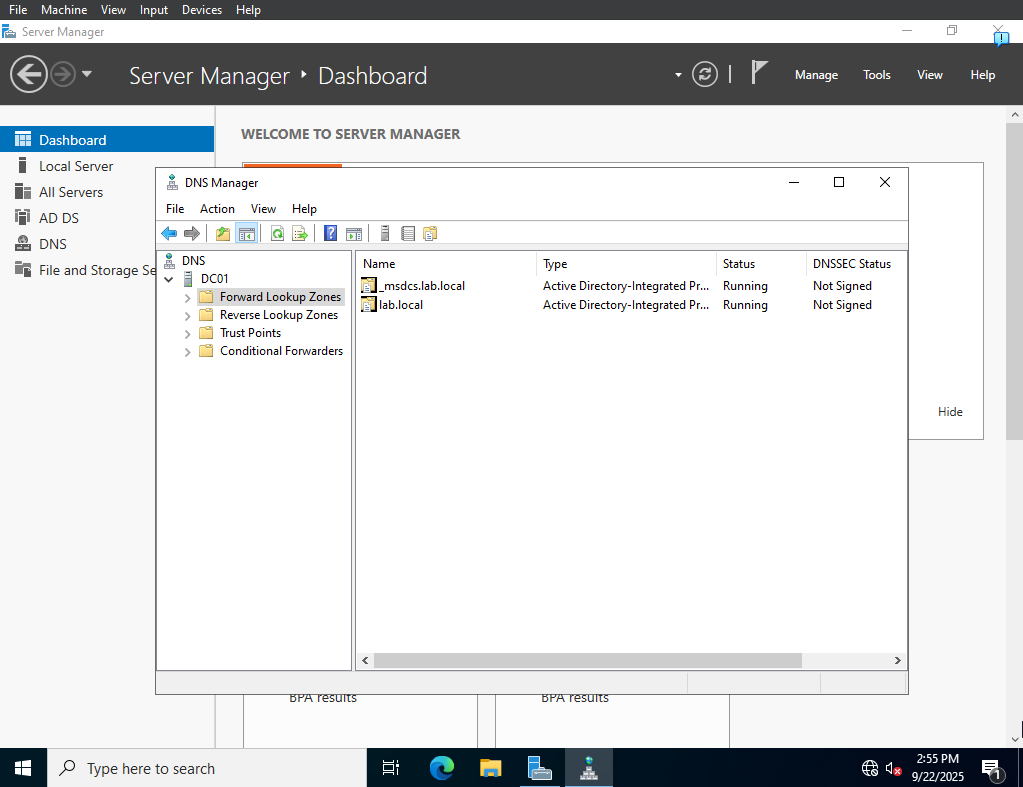 File Machine View Input Devices Help
Server Manager
Server Manager Dashboard
Manage Tools View Help
Dashboard
Local Server
All Servers
AD DS
DNS
File and Storage Se
WELCOME TO SERVER MANAGER
DNS Manager
File Action View Help
DNS
DC01
Forward Lookup Zones
Reverse Lookup Zones
Trust Points
Conditional Forwarders
Name Type Status DNSSEC Status
_msdcs.lab.local Active Directory-Integrated Pr... Running Not Signed
lab.local Active Directory-Integrated Pr... Running Not Signed
Hide
BPA results BPA results
Type here to search
2:55 PM
9/22/2025
1